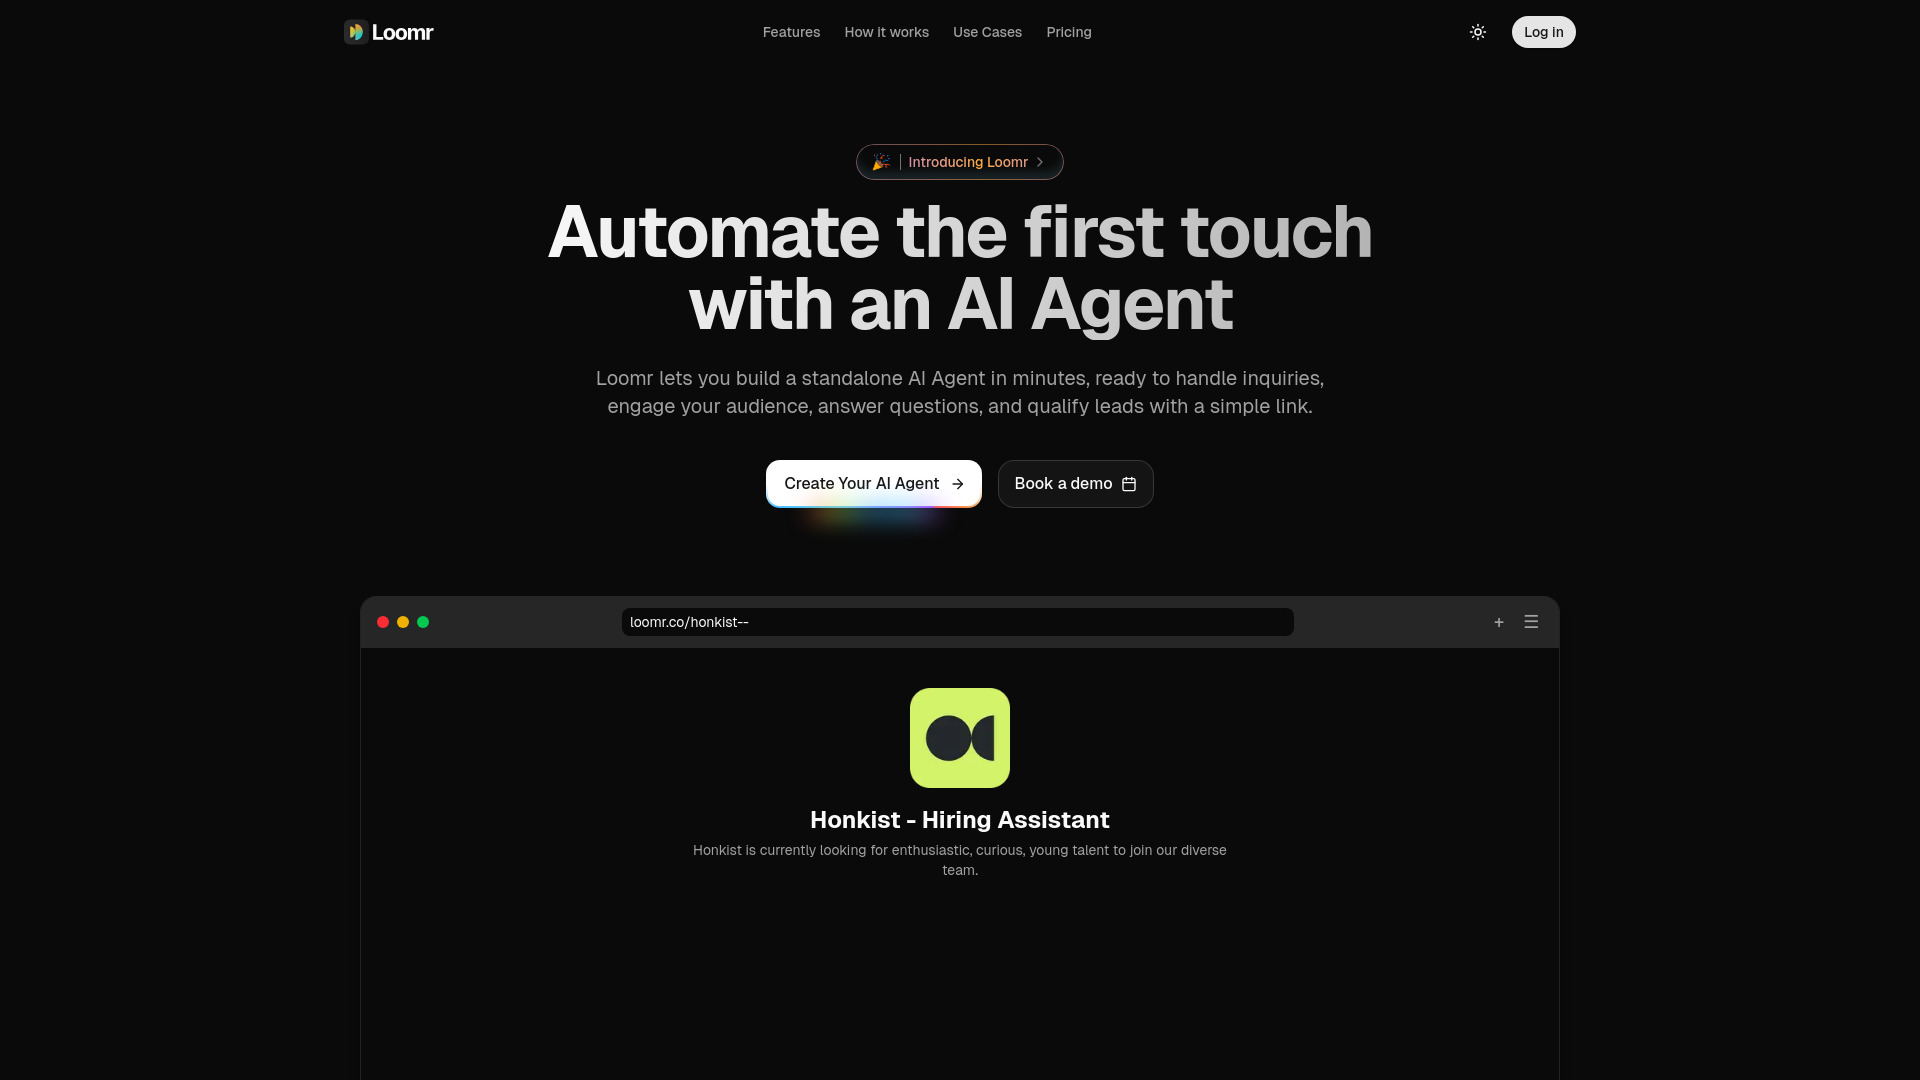 Loomr
Features
How it works
Use Cases
Pricing
Log in
Introducing Loomr
Automate the first touch
with an AI Agent
Loomr lets you build a standalone AI Agent in minutes, ready to handle inquiries,
engage your audience, answer questions, and qualify leads with a simple link.
Create Your AI Agent
Book a demo
loomr.co/honkist--
Honkist - Hiring Assistant
Honkist is currently looking for enthusiastic, curious, young talent to join our diverse
team.